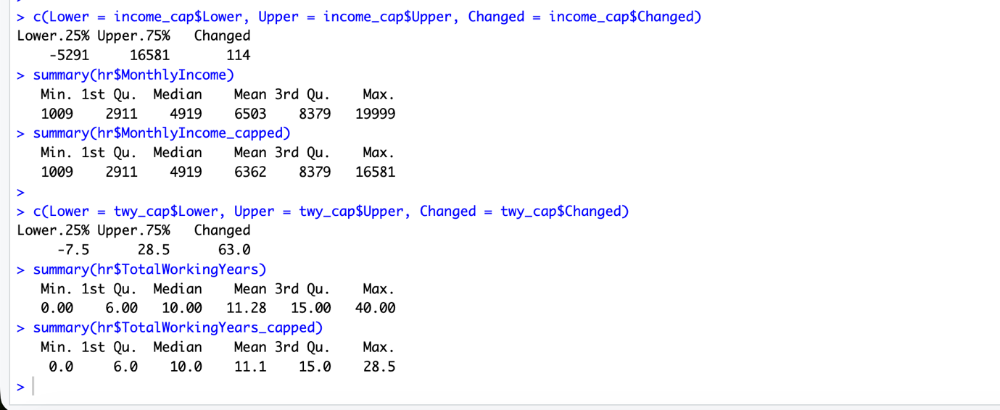 > c(Lower = income_cap$Lower, Upper = income_cap$Upper, Changed = income_cap$Changed)
Lower.25% Upper.75%   Changed
    -5291     16581       114
> summary(hr$MonthlyIncome)
   Min. 1st Qu.  Median    Mean 3rd Qu.    Max.
   1009    2911    4919    6503    8379   19999
> summary(hr$MonthlyIncome_capped)
   Min. 1st Qu.  Median    Mean 3rd Qu.    Max.
   1009    2911    4919    6362    8379   16581
>
> c(Lower = twy_cap$Lower, Upper = twy_cap$Upper, Changed = twy_cap$Changed)
Lower.25% Upper.75%   Changed
     -7.5      28.5      63.0
> summary(hr$TotalWorkingYears)
   Min. 1st Qu.  Median    Mean 3rd Qu.    Max.
   0.00    6.00   10.00   11.28   15.00   40.00
> summary(hr$TotalWorkingYears_capped)
   Min. 1st Qu.  Median    Mean 3rd Qu.    Max.
    0.0     6.0    10.0    11.1    15.0    28.5
>